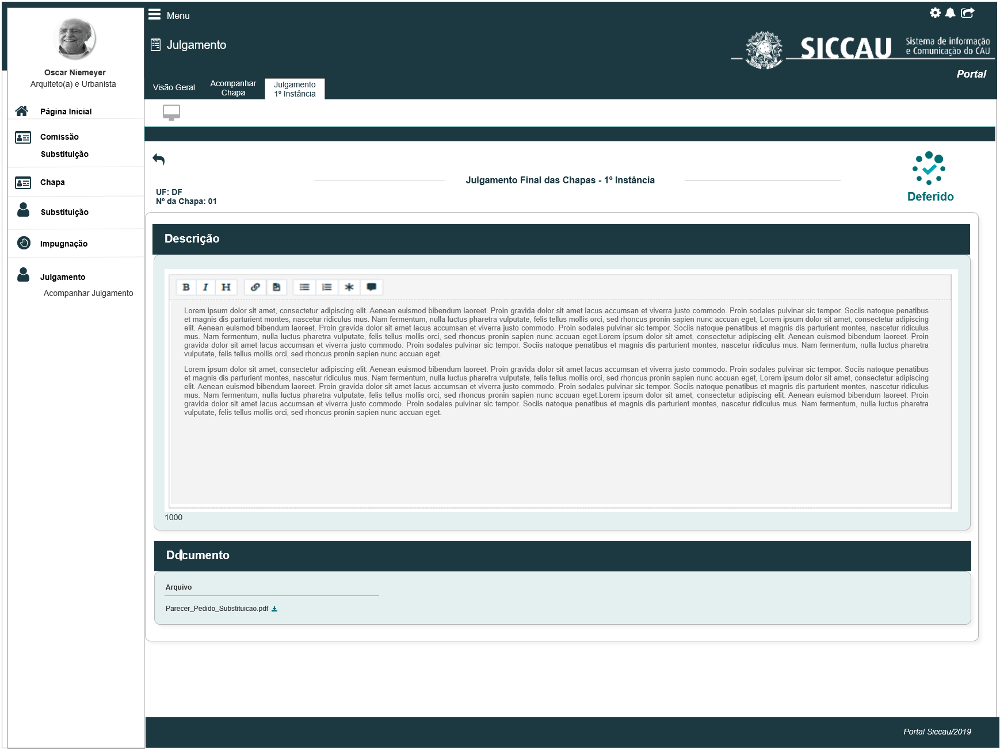 Menu
Julgamento
SICCAU
Sistema de informação
e Comunicação do CAU
Portal
Oscar Niemeyer
Arquiteto(a) e Urbanista
Visão Geral
Acompanhar
Chapa
Julgamento
1º Instância
Página Inicial
Comissão
Substituição
Chapa
Substituição
Impugnação
Julgamento
Acompanhar Julgamento
Julgamento Final das Chapas - 1º Instância
UF: DF
Nº da Chapa: 01
Deferido
Descrição
B I H
Lorem ipsum dolor sit amet, consectetur adipiscing elit. Aenean euismod bibendum laoreet. Proin gravida dolor sit amet lacus accumsan et viverra justo commodo. Proin sodales pulvinar sic tempor. Sociis natoque penatibus
et magnis dis parturient montes, nascetur ridiculus mus. Nam fermentum, nulla luctus pharetra vulputate, felis tellus mollis orci, sed rhoncus pronin sapien nunc accuan eget, Lorem ipsum dolor sit amet, consectetur adipiscing
elit. Aenean euismod bibendum laoreet. Proin gravida dolor sit amet lacus accumsan et viverra justo commodo. Proin sodales pulvinar sic tempor. Sociis natoque penatibus et magnis dis parturient montes, nascetur ridiculus
mus. Nam fermentum, nulla luctus pharetra vulputate, felis tellus mollis orci, sed rhoncus pronin sapien nunc accuan eget.Lorem ipsum dolor sit amet, consectetur adipiscing elit. Aenean euismod bibendum laoreet. Proin
gravida dolor sit amet lacus accumsan et viverra justo commodo. Proin sodales pulvinar sic tempor. Sociis natoque penatibus et magnis dis parturient montes, nascetur ridiculus mus. Nam fermentum, nulla luctus pharetra
vulputate, felis tellus mollis orci, sed rhoncus pronin sapien nunc accuan eget.
Lorem ipsum dolor sit amet, consectetur adipiscing elit. Aenean euismod bibendum laoreet. Proin gravida dolor sit amet lacus accumsan et viverra justo commodo. Proin sodales pulvinar sic tempor. Sociis natoque penatibus
et magnis dis parturient montes, nascetur ridiculus mus. Nam fermentum, nulla luctus pharetra vulputate, felis tellus mollis orci, sed rhoncus pronin sapien nunc accuan eget, Lorem ipsum dolor sit amet, consectetur adipiscing
elit. Aenean euismod bibendum laoreet. Proin gravida dolor sit amet lacus accumsan et viverra justo commodo. Proin sodales pulvinar sic tempor. Sociis natoque penatibus et magnis dis parturient montes, nascetur ridiculus
mus. Nam fermentum, nulla luctus pharetra vulputate, felis tellus mollis orci, sed rhoncus pronin sapien nunc accuan eget.Lorem ipsum dolor sit amet, consectetur adipiscing elit. Aenean euismod bibendum laoreet. Proin
gravida dolor sit amet lacus accumsan et viverra justo commodo. Proin sodales pulvinar sic tempor. Sociis natoque penatibus et magnis dis parturient montes, nascetur ridiculus mus. Nam fermentum, nulla luctus pharetra
vulputate, felis tellus mollis orci, sed rhoncus pronin sapien nunc accuan eget.
1000
Documento
Arquivo
Parecer_Pedido_Substituicao.pdf
Portal Siccau/2019